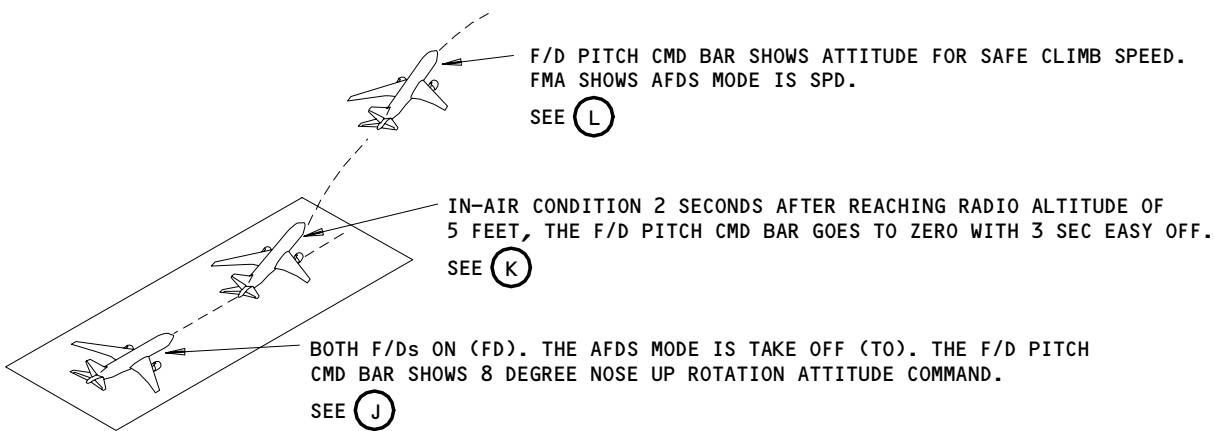 F/D PITCH CMD BAR SHOWS ATTITUDE FOR SAFE CLIMB SPEED.
FMA SHOWS AFDS MODE IS SPD.
SEE L
IN-AIR CONDITION 2 SECONDS AFTER REACHING RADIO ALTITUDE OF
5 FEET, THE F/D PITCH CMD BAR GOES TO ZERO WITH 3 SEC EASY OFF.
SEE K
BOTH F/Ds ON (FD). THE AFDS MODE IS TAKE OFF (TO). THE F/D PITCH
CMD BAR SHOWS 8 DEGREE NOSE UP ROTATION ATTITUDE COMMAND.
SEE J